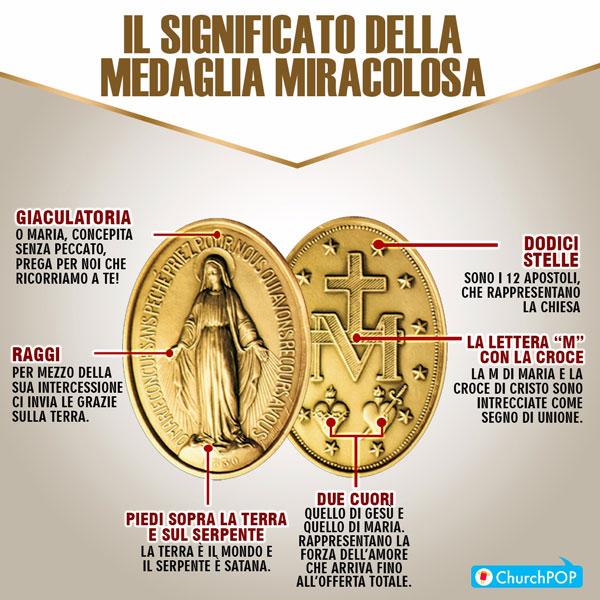 IL SIGNIFICATO DELLA
MEDAGLIA MIRACOLOSA
GIACULATORIA
O MARIA, CONCEPITA
SENZA PECCATO,
PREGA PER NOI CHE
RICORRIAMO A TE!
DODICI
STELLE
SONO I 12 APOSTOLI,
CHE RAPPRESENTANO
LA CHIESA
RAGGI
PER MEZZO DELLA
SUA INTERCESSIONE
CI INVIA LE GRAZIE
SULLA TERRA.
LA LETTERA “M”
CON LA CROCE
LA M DI MARIA E LA
CROCE DI CRISTO SONO
INTRECCIATE COME
SEGNO DI UNIONE.
O MARIE CONCUE SANS PECHE PRIEZ POUR NOUS QUI AVONS RECOURS A VOUS
PIEDI SOPRA LA TERRA
E SUL SERPENTE
LA TERRA È IL MONDO E
IL SERPENTE È SATANA.
DUE CUORI
QUELLO DI GESÙ E
QUELLO DI MARIA.
RAPPRESENTANO LA
FORZA DELL'AMORE
CHE ARRIVA FINO
ALL'OFFERTA TOTALE.
ChurchPOP